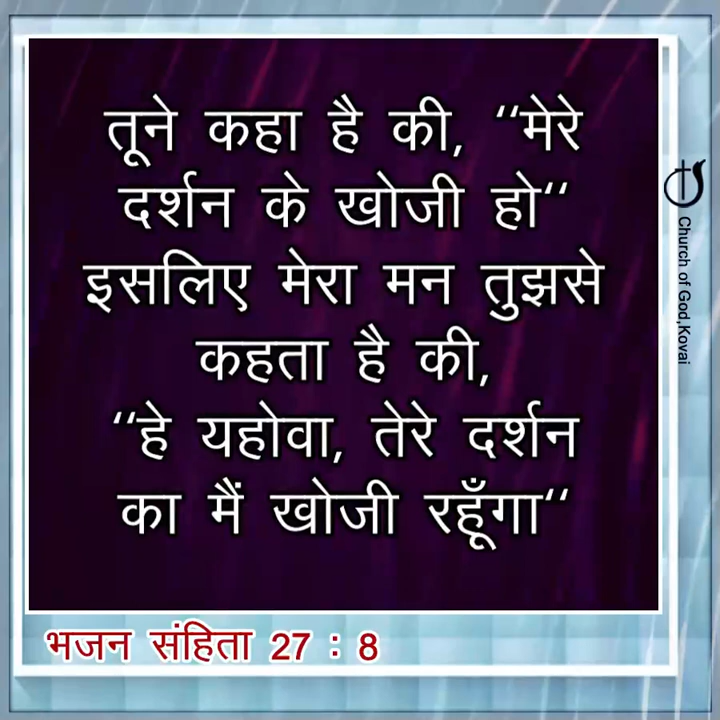 तूने कहा है की, “मेरे
दर्शन के खोजी हो“
इसलिए मेरा मन तुझसे
कहता है की,
“हे यहोवा, तेरे दर्शन
का मैं खोजी रहूँगा“
भजन संहिता 27 : 8
Church of God,Kovai